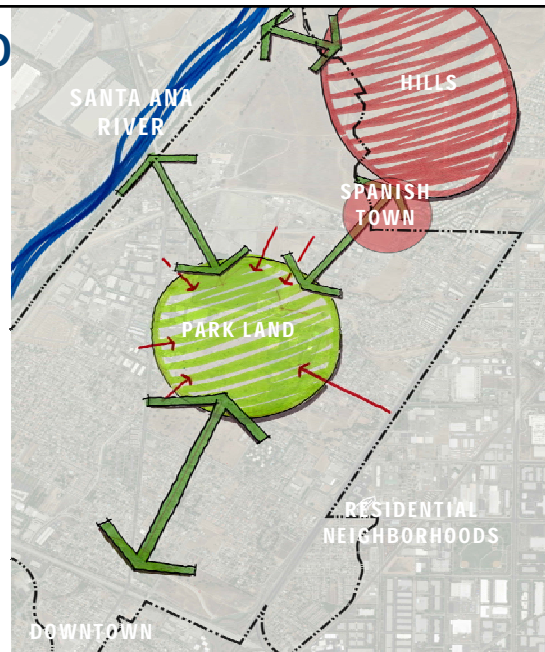 HILLS
SANTA ANA
RIVER
SPANISH
TOWN
PARK LAND
RESIDENTIAL
NEIGHBORHOODS
DOWNTOWN